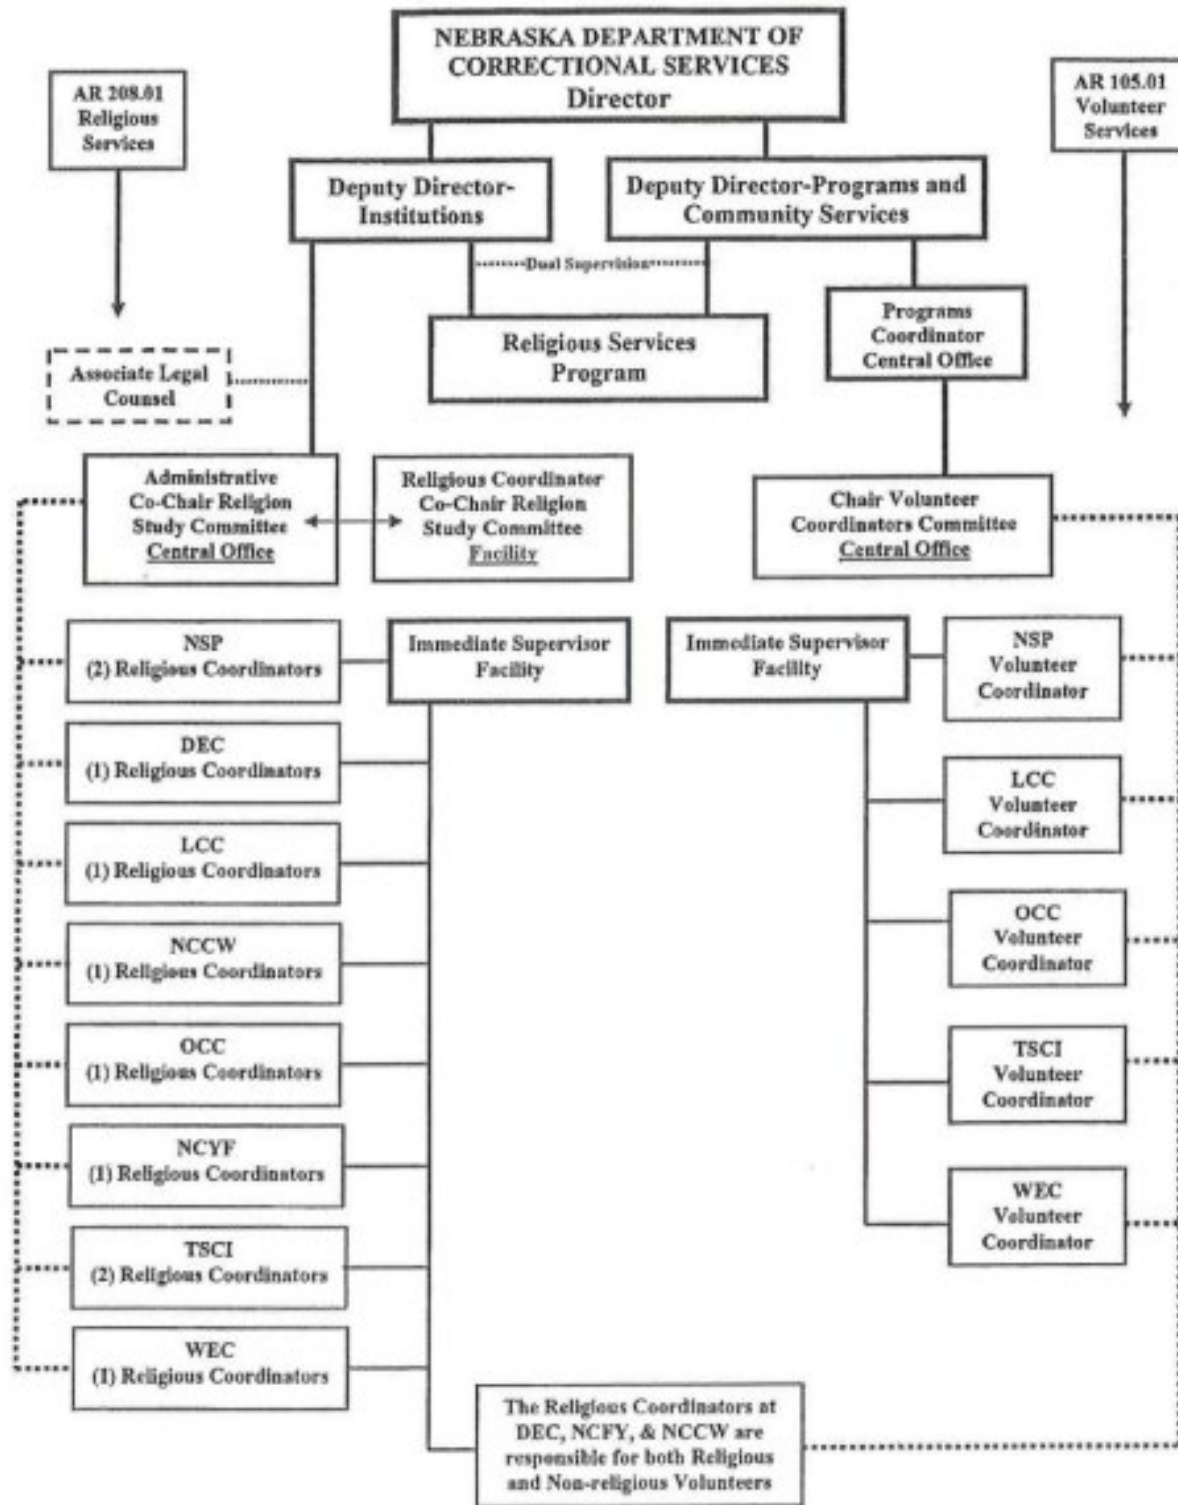 NEBRASKA DEPARTMENT OF
CORRECTIONAL SERVICES
Director
AR 208.01
Religious
Services
AR 105.01
Volunteer
Services
Deputy Director-
Institutions
Deputy Director-Programs and
Community Services
Dual Supervision
Religious Services
Program
Programs
Coordinator
Central Office
Associate Legal
Counsel
Administrative
Co-Chair Religion
Study Committee
Central Office
Religious Coordinator
Co-Chair Religion
Study Committee
Facility
Chair Volunteer
Coordinators Committee
Central Office
NSP
(2) Religious Coordinators
Immediate Supervisor
Facility
Immediate Supervisor
Facility
NSP
Volunteer
Coordinator
DEC
(1) Religious Coordinators
LCC
Volunteer
Coordinator
LCC
(1) Religious Coordinators
OCC
Volunteer
Coordinator
NCCW
(1) Religious Coordinators
OCC
(1) Religious Coordinators
TSCI
Volunteer
Coordinator
NCYF
(1) Religious Coordinators
WEC
Volunteer
Coordinator
TSCI
(2) Religious Coordinators
WEC
(1) Religious Coordinators
The Religious Coordinators at
DEC, NCFY, & NCCW are
responsible for both Religious
and Non-religious Volunteers